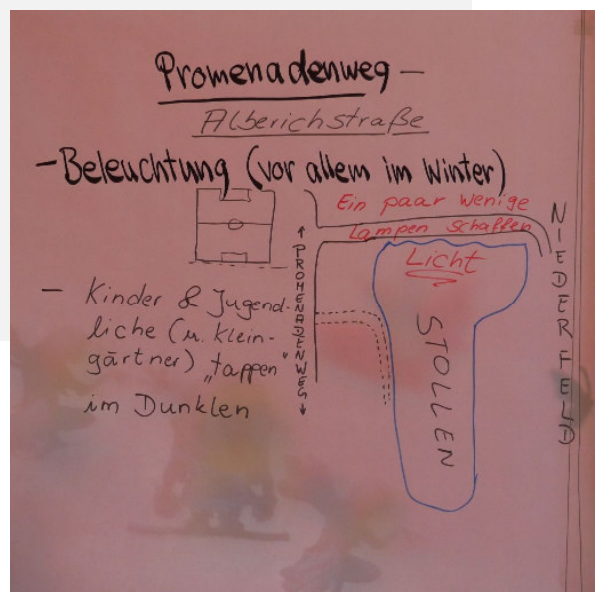 Promenadenweg –
Alberichstraße
- Beleuchtung (vor allem im Winter)
Ein paar wenige
Lampen schaffen
Licht
PROMENADENWEG
NIEDERFELD
STOLLEN
- Kinder & Jugend-
liche (u. Klein-
gärtner) „tappen"
im Dunklen